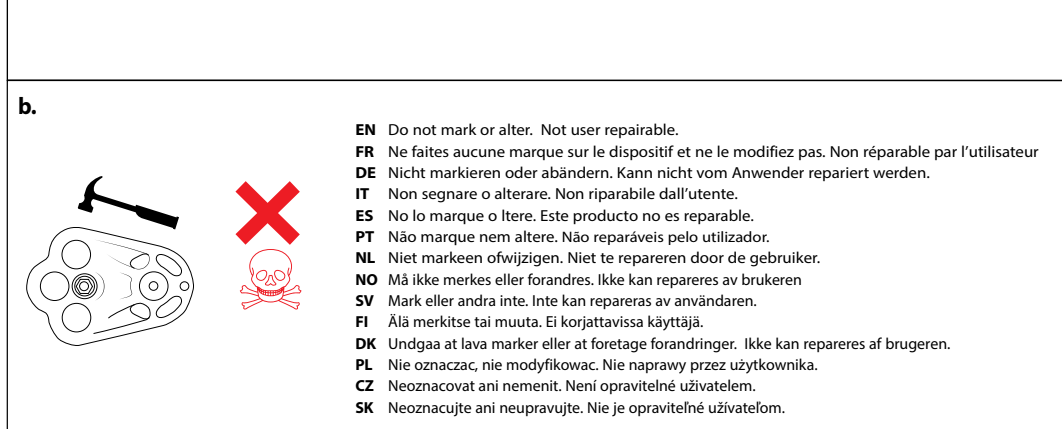 b.
EN Do not mark or alter.  Not user repairable.
FR Ne faites aucune marque sur le dispositif et ne le modifiez pas. Non réparable par l’utilisateur
DE Nicht markieren oder abändern. Kann nicht vom Anwender repariert werden.
IT Non segnare o alterare. Non riparabile dall’utente.
ES No lo marque o ltere. Este producto no es reparable.
PT Não marque nem altere. Não reparáveis pelo utilizador.
NL Niet markeen ofwijzigen. Niet te repareren door de gebruiker.
NO Må ikke merkes eller forandres. Ikke kan repareres av brukeren
SV Mark eller andra inte. Inte kan repareras av användaren.
FI Älä merkitse tai muuta. Ei korjattavissa käyttäjä.
DK Undgaa at lava marker eller at foretage forandringer.  Ikke kan repareres af brugeren.
PL Nie oznaczac, nie modyfikowac. Nie naprawy przez użytkownika.
CZ Neoznacovat ani nemenit. Není opravitelné uživatelem.
SK Neoznacujte ani neupravujte. Nie je opraviteľné užívateľom.